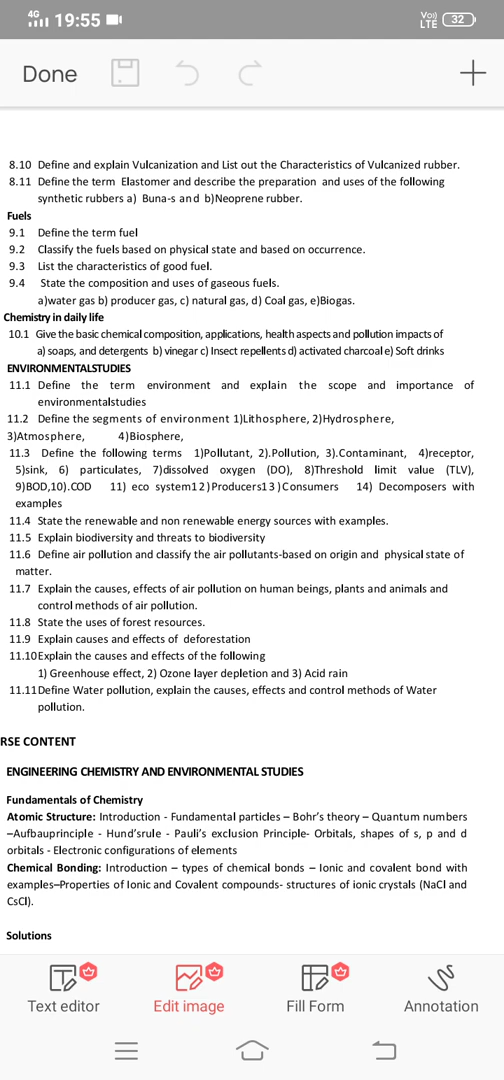 4G 19:55 Vo) LTE 32
Done
8.10 Define and explain Vulcanization and List out the Characteristics of Vulcanized rubber.
8.11 Define the term Elastomer and describe the preparation and uses of the following
synthetic rubbers a) Buna-s and b)Neoprene rubber.
Fuels
9.1 Define the term fuel
9.2 Classify the fuels based on physical state and based on occurrence.
9.3 List the characteristics of good fuel.
9.4 State the composition and uses of gaseous fuels.
a)water gas b) producer gas, c) natural gas, d) Coal gas, e)Biogas.
Chemistry in daily life
10.1 Give the basic chemical composition, applications, health aspects and pollution impacts of
a) soaps, and detergents b) vinegar c) Insect repellents d) activated charcoal e) Soft drinks
ENVIRONMENTALSTUDIES
11.1 Define the term environment and explain the scope and importance of
environmentalstudies
11.2 Define the segments of environment 1)Lithosphere, 2)Hydrosphere,
3)Atmosphere, 4)Biosphere,
11.3 Define the following terms 1)Pollutant, 2).Pollution, 3).Contaminant, 4)receptor,
5)sink, 6) particulates, 7)dissolved oxygen (DO), 8)Threshold limit value (TLV),
9)BOD,10).COD 11) eco system12)Producers13)Consumers 14) Decomposers with
examples
11.4 State the renewable and non renewable energy sources with examples.
11.5 Explain biodiversity and threats to biodiversity
11.6 Define air pollution and classify the air pollutants-based on origin and physical state of
matter.
11.7 Explain the causes, effects of air pollution on human beings, plants and animals and
control methods of air pollution.
11.8 State the uses of forest resources.
11.9 Explain causes and effects of deforestation
11.10Explain the causes and effects of the following
1) Greenhouse effect, 2) Ozone layer depletion and 3) Acid rain
11.11Define Water pollution, explain the causes, effects and control methods of Water
pollution.
RSE CONTENT
ENGINEERING CHEMISTRY AND ENVIRONMENTAL STUDIES
Fundamentals of Chemistry
Atomic Structure: Introduction - Fundamental particles – Bohr's theory – Quantum numbers
–Aufbauprinciple - Hund'srule - Pauli's exclusion Principle- Orbitals, shapes of s, p and d
orbitals - Electronic configurations of elements
Chemical Bonding: Introduction – types of chemical bonds – Ionic and covalent bond with
examples–Properties of Ionic and Covalent compounds- structures of ionic crystals (NaCl and
CsCl).
Solutions
Text editor Edit image Fill Form Annotation